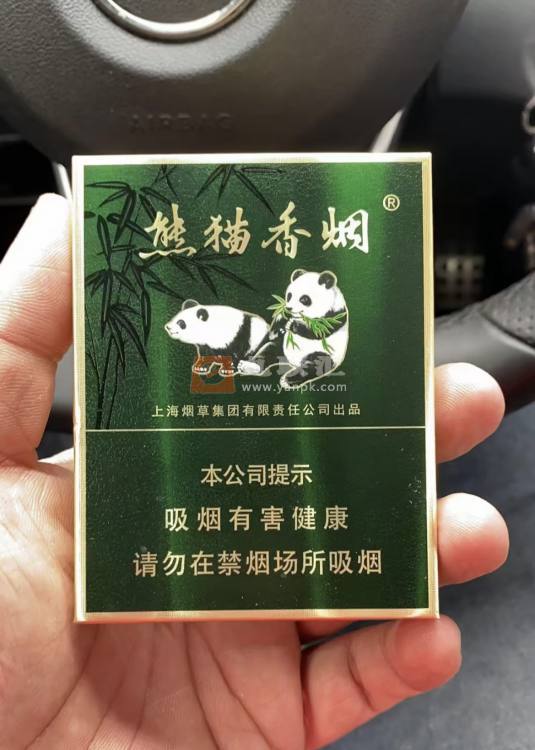 AIRBAG
熊猫香烟®
www.yanpk.com
上海烟草集团有限责任公司出品
本公司提示
吸烟有害健康
请勿在禁烟场所吸烟